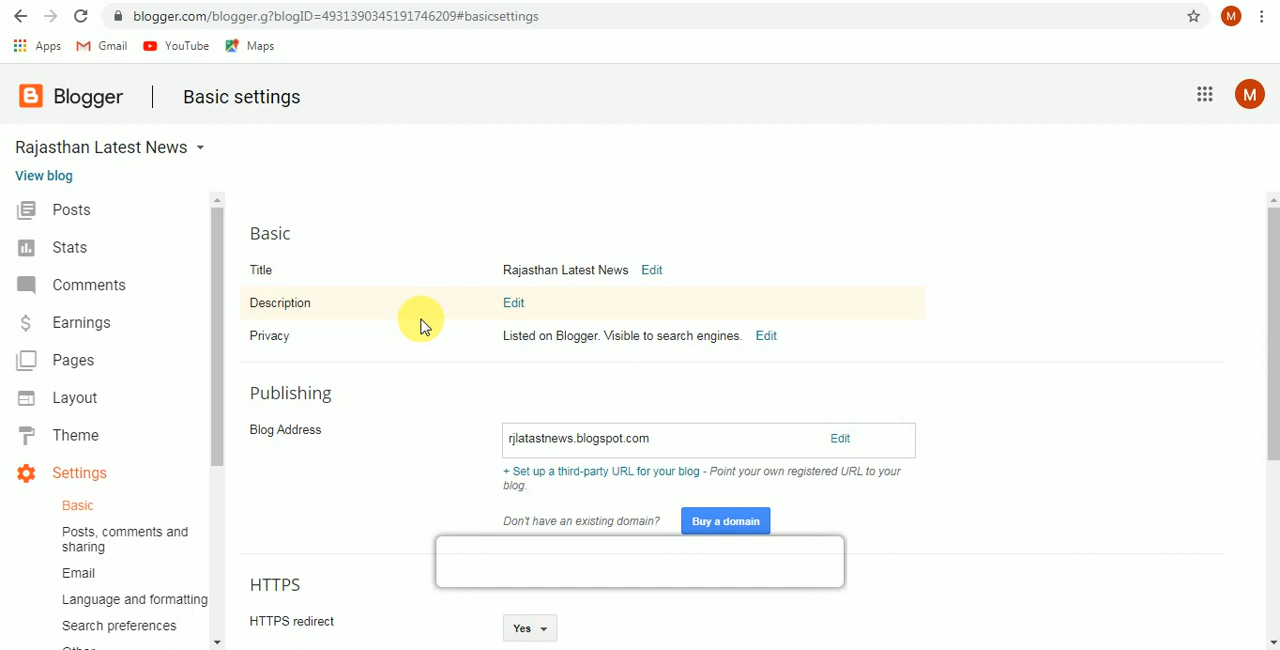 blogger.com/blogger.g?blogID=4931390345191746209#basicsettings
M
Apps Gmail YouTube Maps
Blogger Basic settings
M
Rajasthan Latest News
View blog
Posts
Stats
Comments
Earnings
Pages
Layout
Theme
Settings
Basic
Posts, comments and
sharing
Email
Language and formatting
Search preferences
Other
Basic
Title Rajasthan Latest News Edit
Description Edit
Privacy Listed on Blogger. Visible to search engines. Edit
Publishing
Blog Address rjlatastnews.blogspot.com Edit
+ Set up a third-party URL for your blog - Point your own registered URL to your
blog.
Don't have an existing domain? Buy a domain
HTTPS
HTTPS redirect Yes